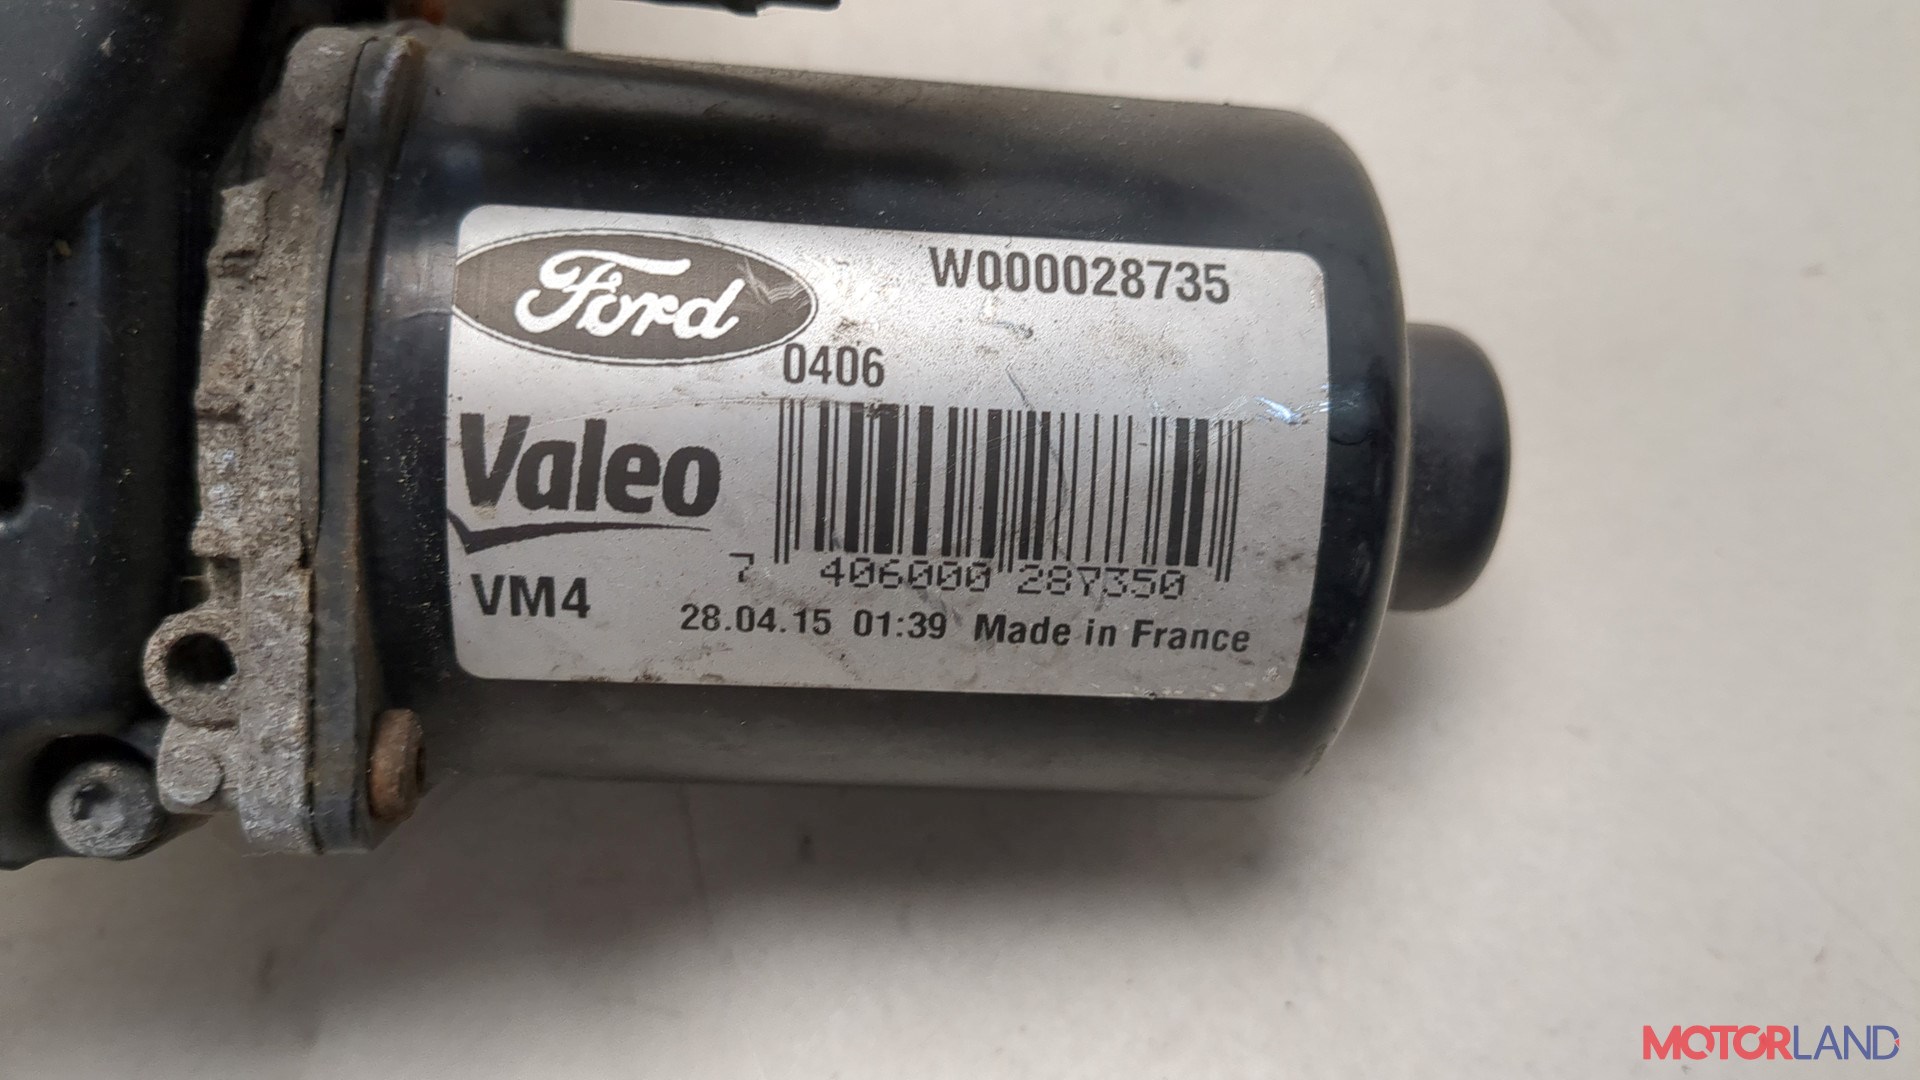 Ford
W000028735
0406
Valeo
7 406000 287350
VM4
28.04.15 01:39 Made in France
MOTORLAND